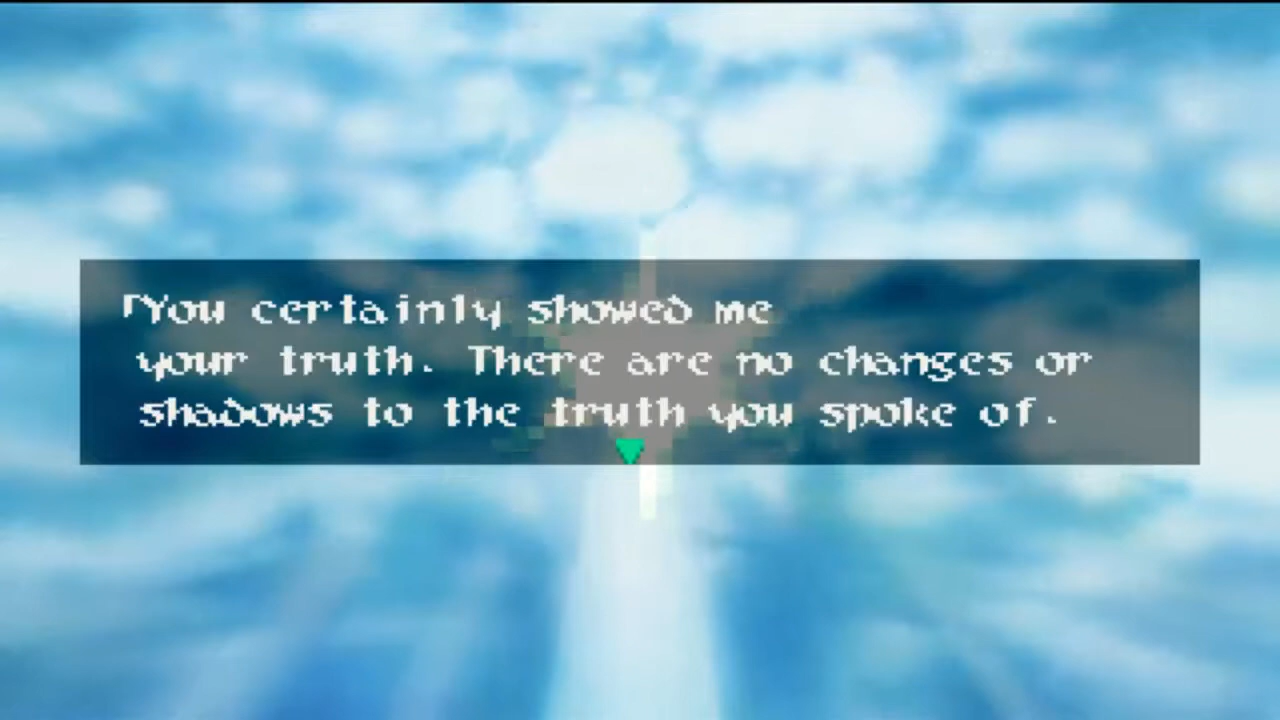 「You certainly showed me
your truth. There are no changes or
shadows to the truth you spoke of.